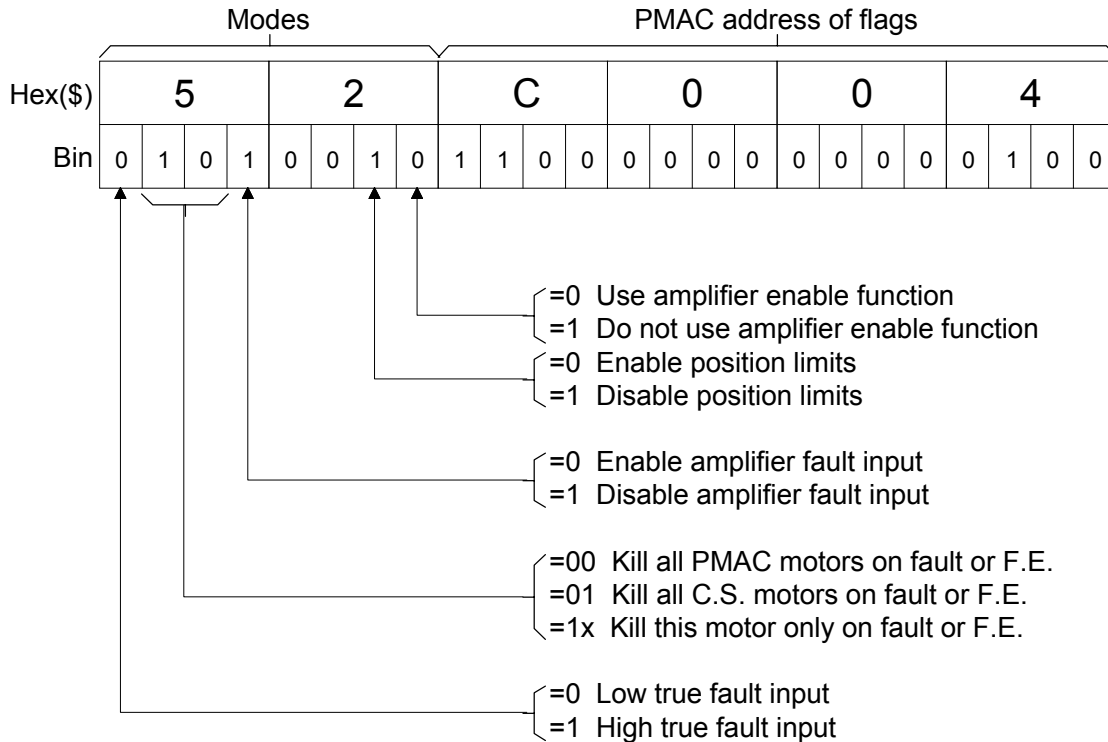 Modes PMAC address of flags
Hex($) 5 2 C 0 0 4
Bin 0 1 0 1 0 0 1 0 1 1 0 0 0 0 0 0 0 0 0 0 0 1 0 0
=0 Use amplifier enable function
=1 Do not use amplifier enable function
=0 Enable position limits
=1 Disable position limits
=0 Enable amplifier fault input
=1 Disable amplifier fault input
=00 Kill all PMAC motors on fault or F.E.
=01 Kill all C.S. motors on fault or F.E.
=1x Kill this motor only on fault or F.E.
=0 Low true fault input
=1 High true fault input